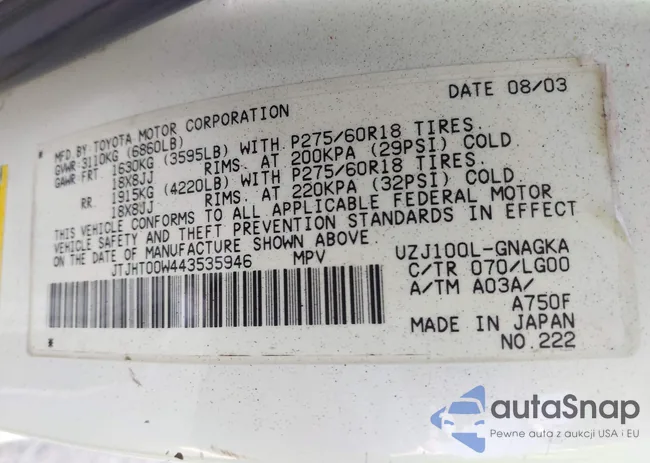 DATE 08/03
MFD BY TOYOTA MOTOR CORPORATION
GVWR 3110KG (6860LB)
GAWR FRT 1630KG (3595LB) WITH P275/60R18 TIRES.
18X8JJ RIMS. AT 200KPA (29PSI) COLD
RR. 1915KG (4220LB) WITH P275/60R18 TIRES.
18X8JJ RIMS. AT 220KPA (32PSI) COLD
THIS VEHICLE CONFORMS TO ALL APPLICABLE FEDERAL MOTOR
VEHICLE SAFETY AND THEFT PREVENTION STANDARDS IN EFFECT
ON THE DATE OF MANUFACTURE SHOWN ABOVE.
JTJHT00W443535946 MPV UZJ100L-GNAGKA
C/TR 070/LG00
A/TM A03A/
A750F
MADE IN JAPAN
NO.222
autoSnap
Pewne auta z aukcji USA i EU